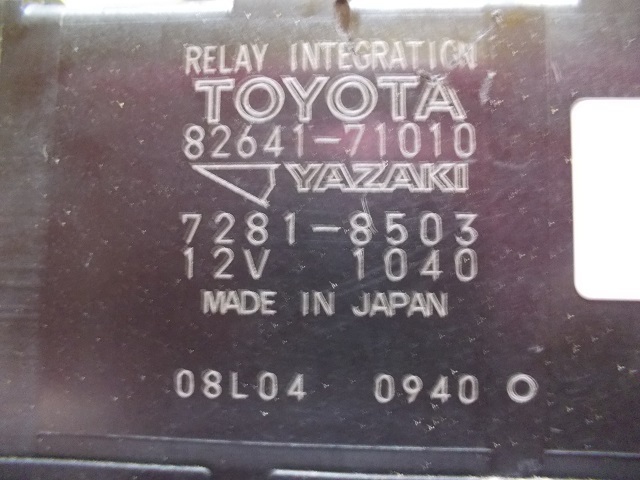 RELAY INTEGRATION
TOYOTA
82641-71010
YAZAKI
7281-8503
12V 1040
MADE IN JAPAN
08L04 0940